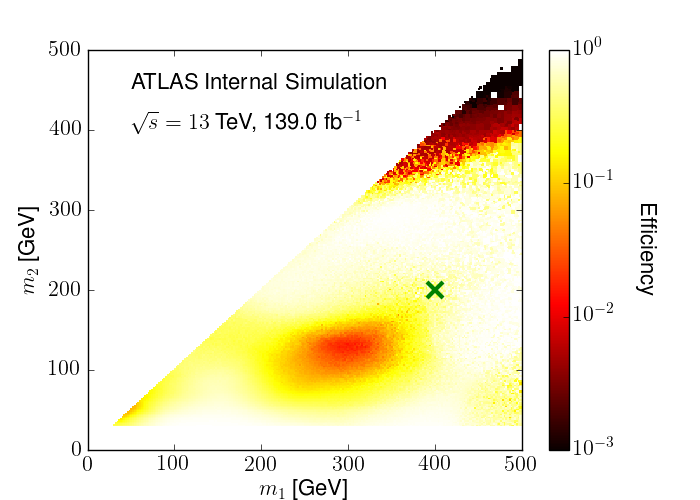 ATLAS Internal Simulation
√s = 13 TeV, 139.0 fb⁻¹
m₂ [GeV]
500
400
300
200
100
0
0 100 200 300 400 500
m₁ [GeV]
10⁰
10⁻¹
10⁻²
10⁻³
Efficiency